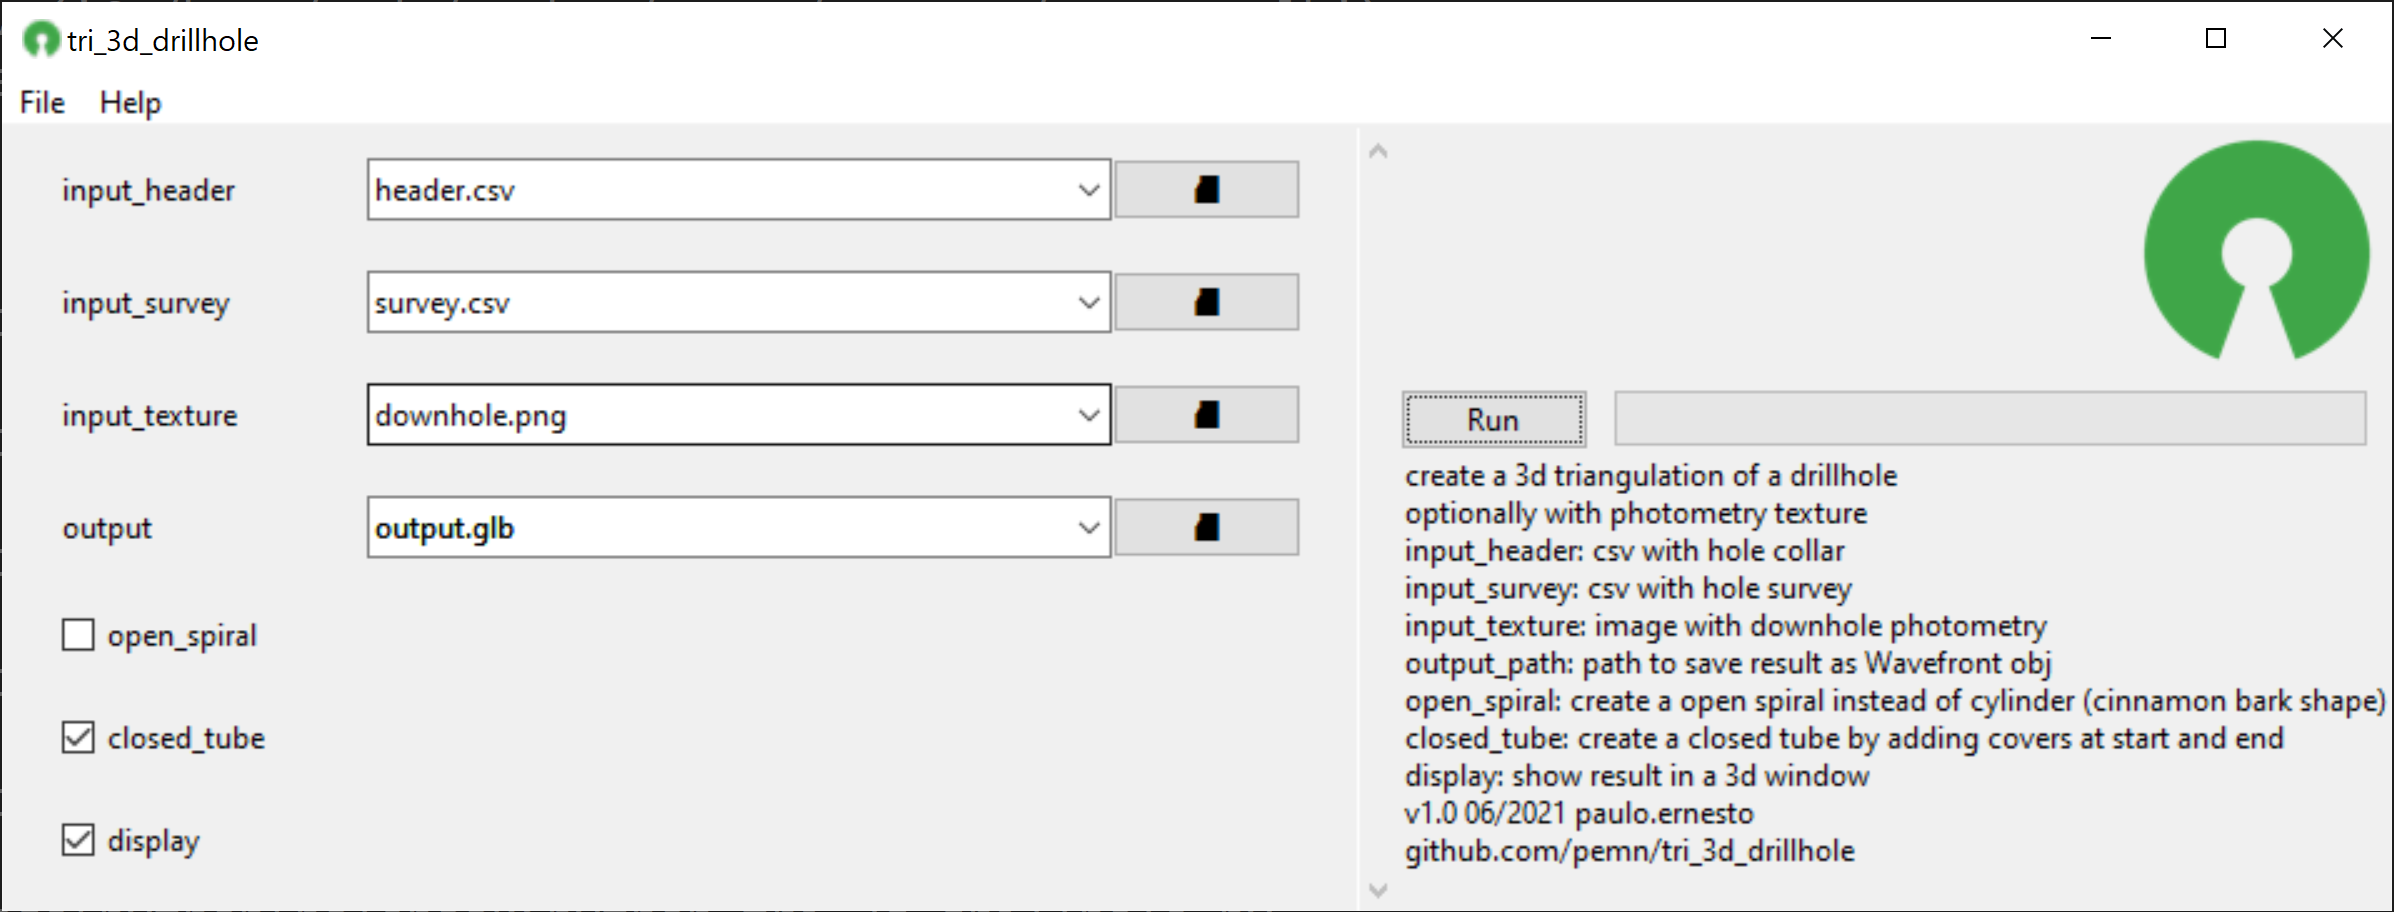 tri_3d_drillhole
File Help
input_header header.csv
input_survey survey.csv
input_texture downhole.png
output output.glb
open_spiral
closed_tube
display
Run
create a 3d triangulation of a drillhole
optionally with photometry texture
input_header: csv with hole collar
input_survey: csv with hole survey
input_texture: image with downhole photometry
output_path: path to save result as Wavefront obj
open_spiral: create a open spiral instead of cylinder (cinnamon bark shape)
closed_tube: create a closed tube by adding covers at start and end
display: show result in a 3d window
v1.0 06/2021 paulo.ernesto
github.com/pemn/tri_3d_drillhole